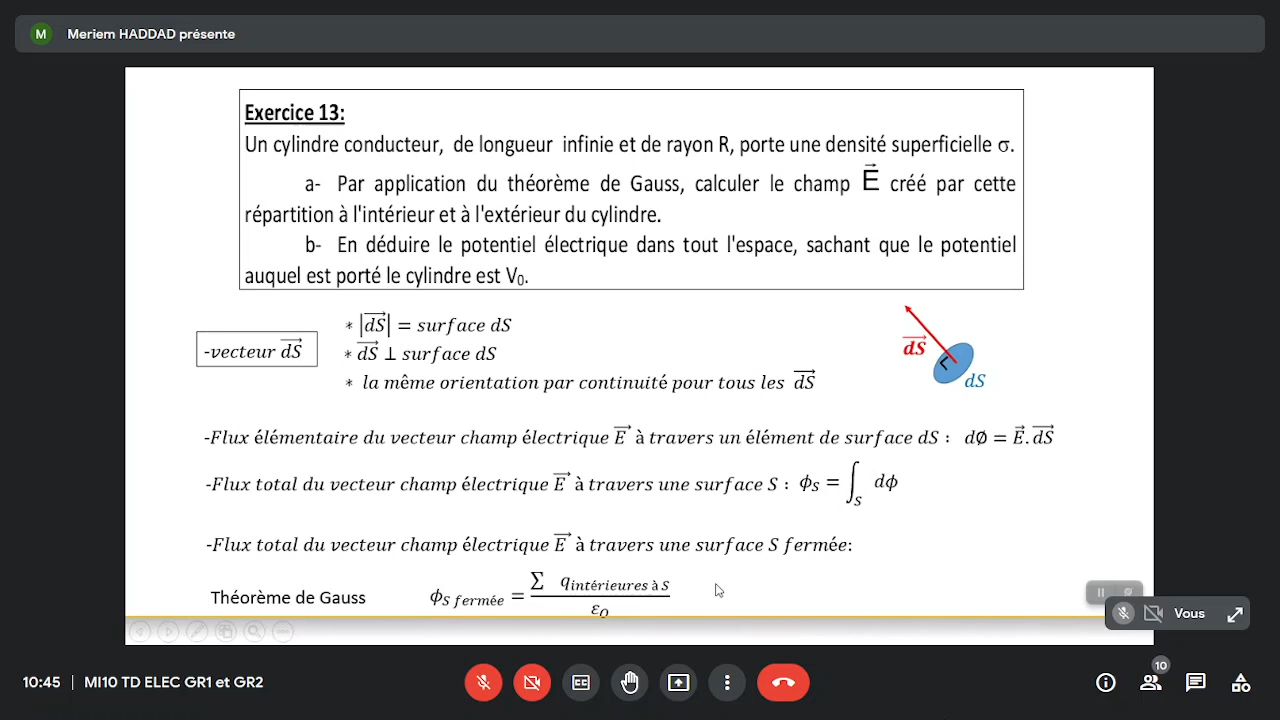 M Meriem HADDAD présente
Exercice 13:
Un cylindre conducteur, de longueur infinie et de rayon R, porte une densité superficielle σ.
a- Par application du théorème de Gauss, calculer le champ E⃗ créé par cette
répartition à l'intérieur et à l'extérieur du cylindre.
b- En déduire le potentiel électrique dans tout l'espace, sachant que le potentiel
auquel est porté le cylindre est V₀.
-vecteur dS⃗
* |dS⃗| = surface dS
* dS⃗ ⊥ surface dS
* la même orientation par continuité pour tous les dS⃗
dS⃗
dS
-Flux élémentaire du vecteur champ électrique E⃗ à travers un élément de surface dS : dØ = E⃗.dS⃗
-Flux total du vecteur champ électrique E⃗ à travers une surface S : ϕ_S = ∫_S dϕ
-Flux total du vecteur champ électrique E⃗ à travers une surface S fermée:
Théorème de Gauss ϕ_S fermée = ∑ q_intérieures à S / ε_O
Vous
10:45 | MI10 TD ELEC GR1 et GR2
10